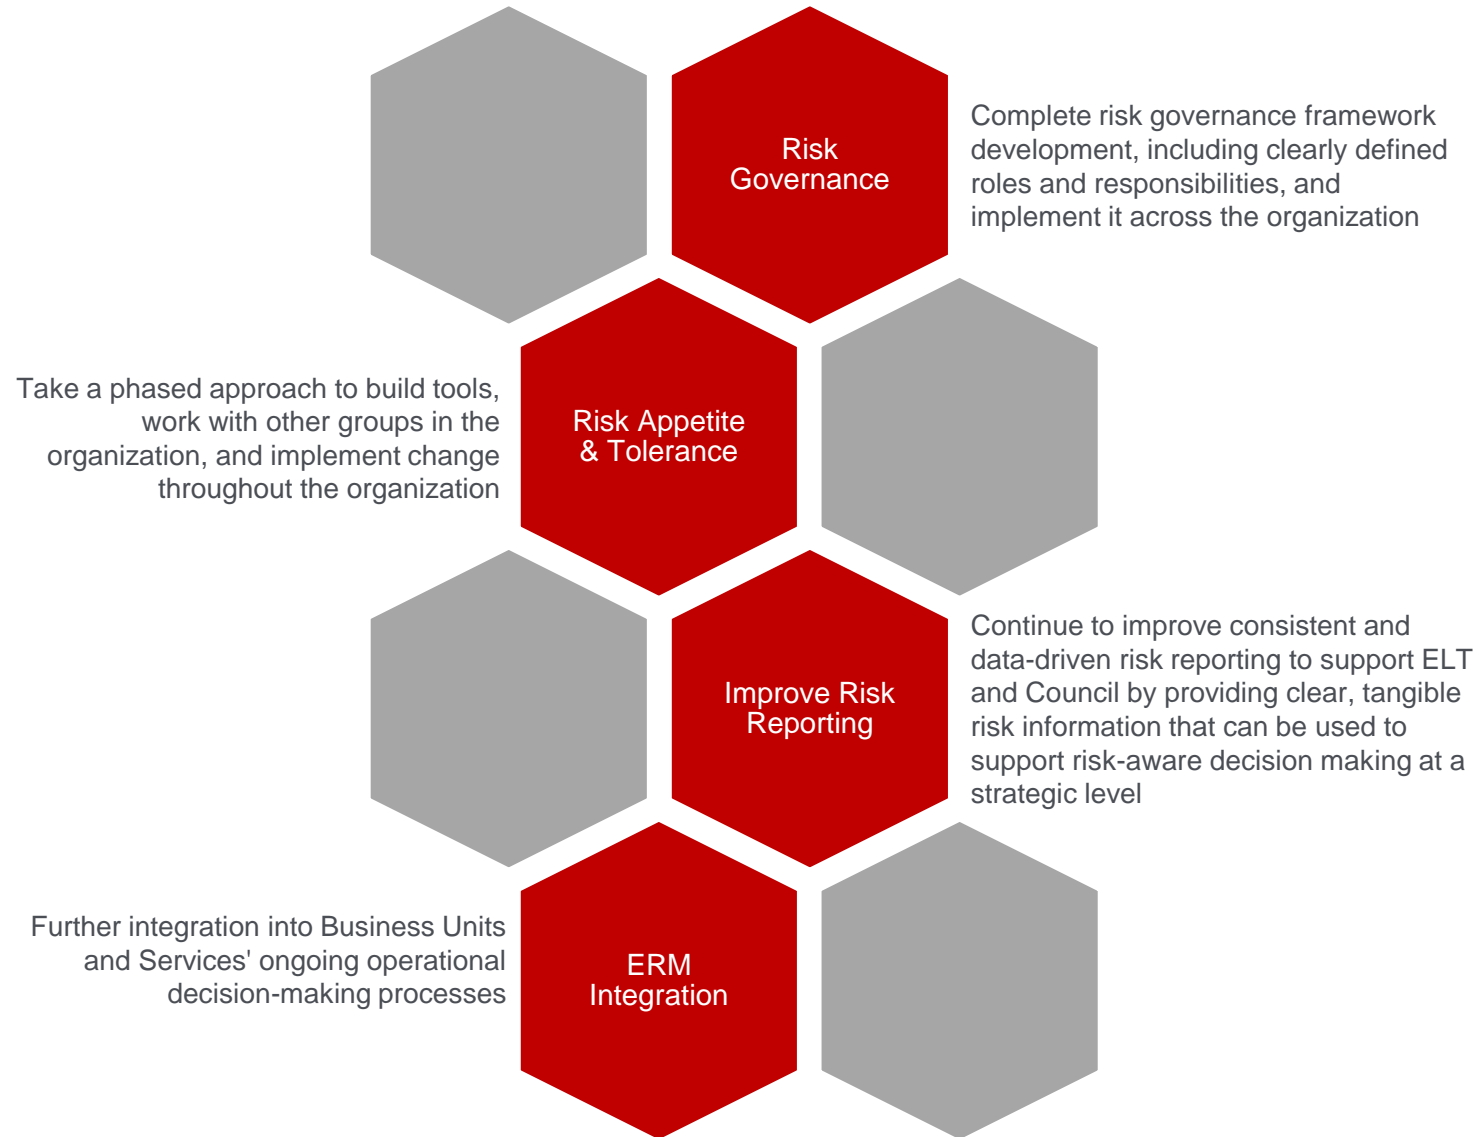 Risk
Governance
Complete risk governance framework
development, including clearly defined
roles and responsibilities, and
implement it across the organization
Take a phased approach to build tools,
work with other groups in the
organization, and implement change
throughout the organization
Risk Appetite
& Tolerance
Improve Risk
Reporting
Continue to improve consistent and
data-driven risk reporting to support ELT
and Council by providing clear, tangible
risk information that can be used to
support risk-aware decision making at a
strategic level
Further integration into Business Units
and Services' ongoing operational
decision-making processes
ERM
Integration